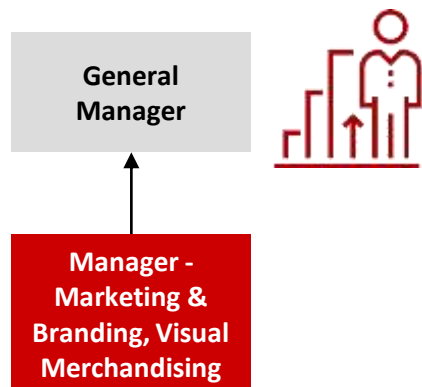 General
Manager
Manager -
Marketing &
Branding, Visual
Merchandising